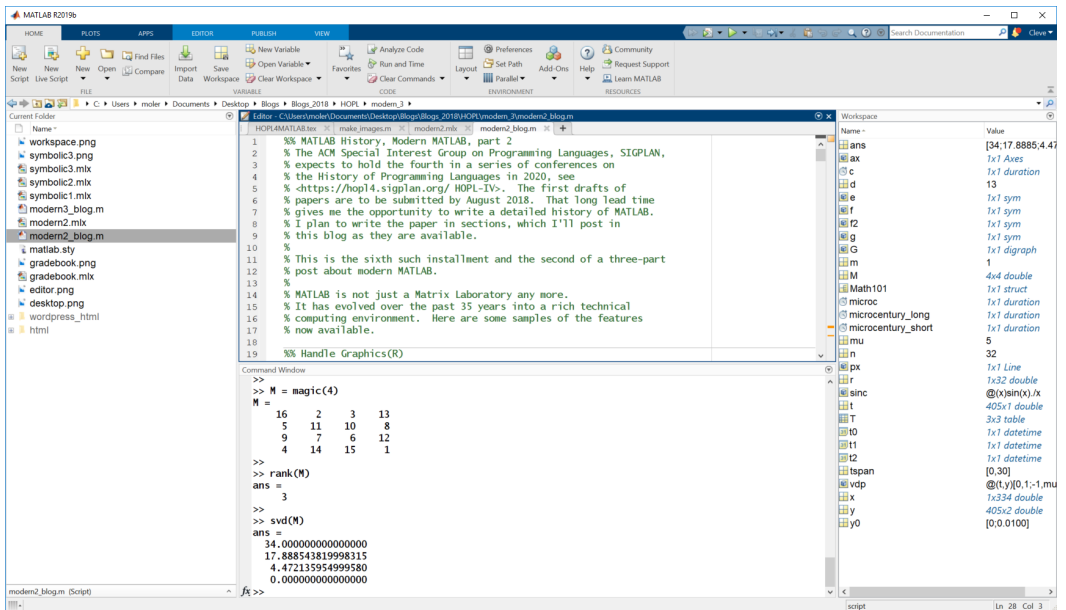 MATLAB R2019b
HOME PLOTS APPS EDITOR PUBLISH VIEW
Search Documentation
Cleve
New Script
New Live Script
New
Open
Find Files
Compare
Import Data
Save Workspace
New Variable
Open Variable
Clear Workspace
Favorites
Analyze Code
Run and Time
Clear Commands
Layout
Preferences
Set Path
Parallel
Add-Ons
Help
Community
Request Support
Learn MATLAB
FILE VARIABLE CODE ENVIRONMENT RESOURCES
C: Users moler Documents Desktop Blogs Blogs_2018 HOPL modern_3
Current Folder
Name
workspace.png
symbolic3.png
symbolic3.mlx
symbolic2.mlx
symbolic1.mlx
modern3_blog.m
modern2.mlx
modern2_blog.m
matlab.sty
gradebook.png
gradebook.mlx
editor.png
desktop.png
wordpress_html
html
modern2_blog.m (Script)
Editor - C:\Users\moler\Documents\Desktop\Blogs\Blogs_2018\HOPL\modern_3\modern2_blog.m
HOPL4MATLAB.tex make_images.m modern2.mlx modern2_blog.m
1 %% MATLAB History, Modern MATLAB, part 2
2 % The ACM Special Interest Group on Programming Languages, SIGPLAN,
3 % expects to hold the fourth in a series of conferences on
4 % the History of Programming Languages in 2020, see
5 % <https://hopl4.sigplan.org/ HOPL-IV>. The first drafts of
6 % papers are to be submitted by August 2018. That long lead time
7 % gives me the opportunity to write a detailed history of MATLAB.
8 % I plan to write the paper in sections, which I'll post in
9 % this blog as they are available.
10 %
11 % This is the sixth such installment and the second of a three-part
12 % post about modern MATLAB.
13 %
14 % MATLAB is not just a Matrix Laboratory any more.
15 % It has evolved over the past 35 years into a rich technical
16 % computing environment. Here are some samples of the features
17 % now available.
18
19 %% Handle Graphics(R)
Command Window
>>
>> M = magic(4)
M =
16 2 3 13
5 11 10 8
9 7 6 12
4 14 15 1
>>
>> rank(M)
ans =
3
>>
>> svd(M)
ans =
34.000000000000000
17.888543819998315
4.472135954999580
0.000000000000000
fx >>
Workspace
Name Value
ans [34;17.8885;4.47
ax 1x1 Axes
c 1x1 duration
d 13
e 1x1 sym
f 1x1 sym
f2 1x1 sym
g 1x1 sym
G 1x1 digraph
m 1
M 4x4 double
Math101 1x1 struct
microc 1x1 duration
microcentury_long 1x1 duration
microcentury_short 1x1 duration
mu 5
n 32
px 1x1 Line
r 1x32 double
sinc @(x)sin(x)./x
t 405x1 double
T 3x3 table
t0 1x1 datetime
t1 1x1 datetime
t2 1x1 datetime
tspan [0,30]
vdp @(t,y)[0,1;-1,mu
x 1x334 double
y 405x2 double
y0 [0;0.0100]
script Ln 28 Col 3